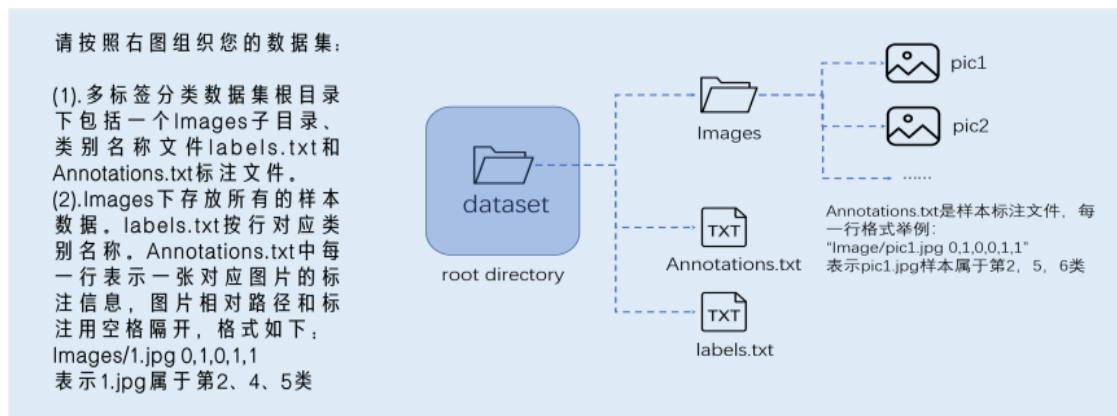 请按照右图组织您的数据集：
(1).多标签分类数据集根目录
下包括一个Images子目录、
类别名称文件labels.txt和
Annotations.txt标注文件。
(2).Images下存放所有的样本
数据。labels.txt按行对应类
别名称。Annotations.txt中每
一行表示一张对应图片的标
注信息，图片相对路径和标
注用空格隔开，格式如下：
Images/1.jpg 0,1,0,1,1
表示1.jpg属于第2、4、5类
dataset
root directory
Images
pic1
pic2
......
TXT
Annotations.txt
Annotations.txt是样本标注文件，每
一行格式举例：
“Image/pic1.jpg 0,1,0,0,1,1”
表示pic1.jpg样本属于第2，5，6类
TXT
labels.txt